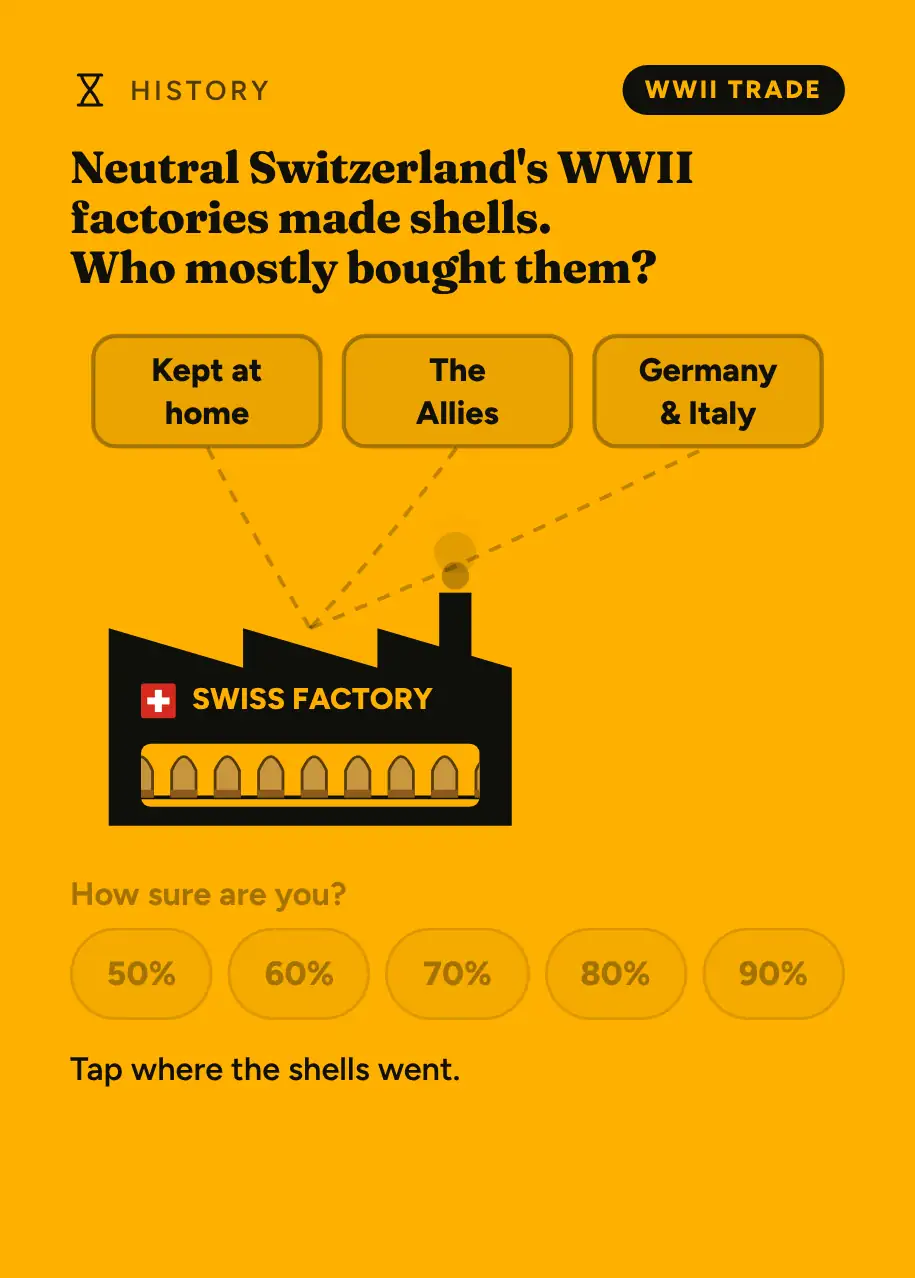 HISTORY
WWII TRADE
Neutral Switzerland's WWII
factories made shells.
Who mostly bought them?
Kept at
home
The
Allies
Germany
& Italy
SWISS FACTORY
How sure are you?
50%
60%
70%
80%
90%
Tap where the shells went.